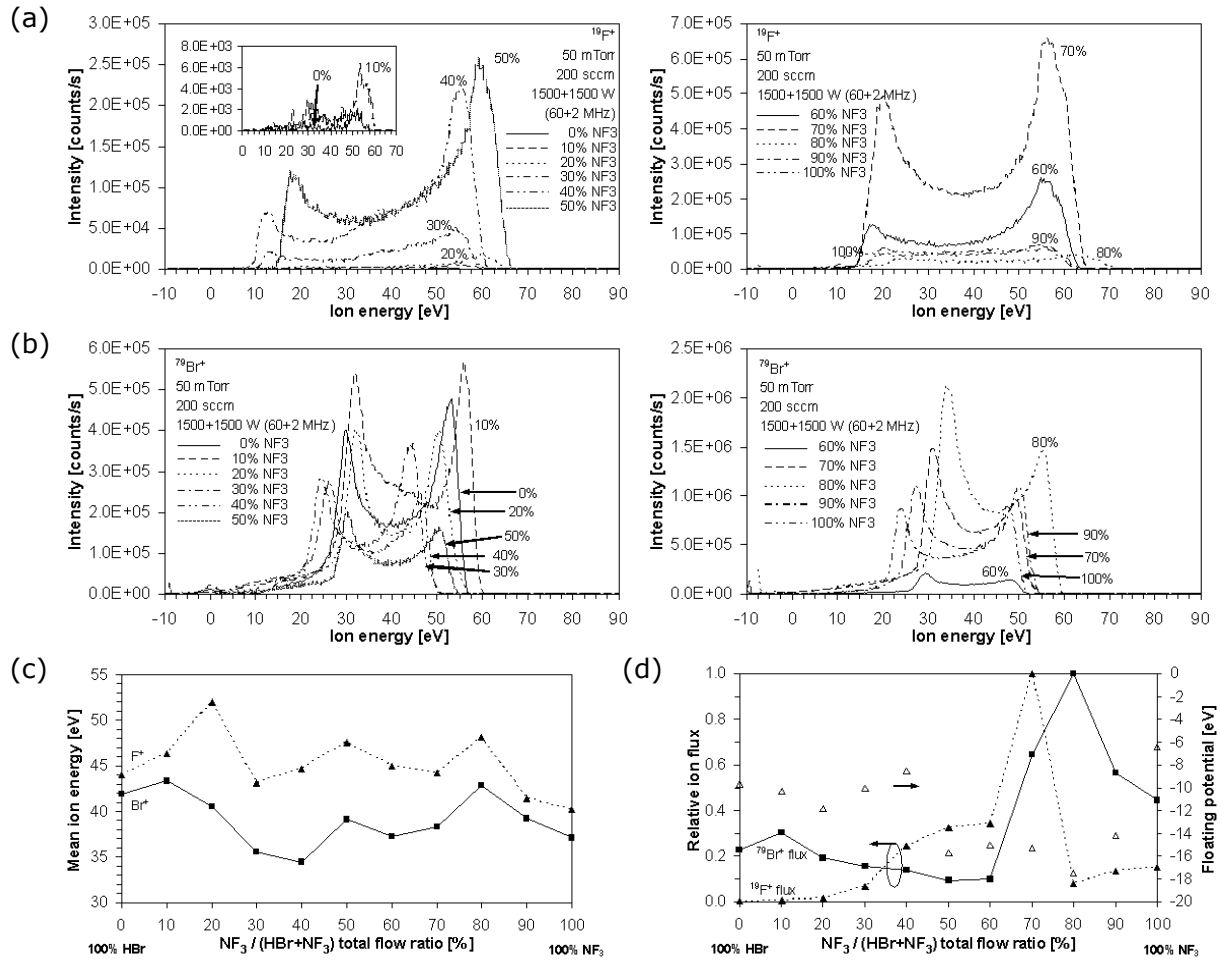 (a)
3.0E+05
2.5E+05
2.0E+05
1.5E+05
1.0E+05
5.0E+04
0.0E+00
Intensity [counts/s]
8.0E+03
6.0E+03
4.0E+03
2.0E+03
0.0E+00
0 10 20 30 40 50 60 70
0%
10%
19F+
50 mTorr
200 sccm
1500+1500 W
(60+2 MHz)
0% NF3
10% NF3
20% NF3
30% NF3
40% NF3
50% NF3
50%
40%
30%
20%
-10 0 10 20 30 40 50 60 70 80 90
Ion energy [eV]
7.0E+05
6.0E+05
5.0E+05
4.0E+05
3.0E+05
2.0E+05
1.0E+05
0.0E+00
Intensity [counts/s]
19F+
50 mTorr
200 sccm
1500+1500 W (60+2 MHz)
60% NF3
70% NF3
80% NF3
90% NF3
100% NF3
70%
60%
90%
100%
80%
-10 0 10 20 30 40 50 60 70 80 90
Ion energy [eV]
(b)
6.0E+05
5.0E+05
4.0E+05
3.0E+05
2.0E+05
1.0E+05
0.0E+00
Intensity [counts/s]
79Br+
50 mTorr
200 sccm
1500+1500 W (60+2 MHz)
0% NF3
10% NF3
20% NF3
30% NF3
40% NF3
50% NF3
10%
0%
20%
50%
40%
30%
-10 0 10 20 30 40 50 60 70 80 90
Ion energy [eV]
2.5E+06
2.0E+06
1.5E+06
1.0E+06
5.0E+05
0.0E+00
Intensity [counts/s]
79Br+
50 mTorr
200 sccm
1500+1500 W (60+2 MHz)
60% NF3
70% NF3
80% NF3
90% NF3
100% NF3
80%
90%
70%
100%
60%
-10 0 10 20 30 40 50 60 70 80 90
Ion energy [eV]
(c)
55
50
45
40
35
30
Mean ion energy [eV]
F+
Br+
0 10 20 30 40 50 60 70 80 90 100
100% HBr
NF3 / (HBr+NF3) total flow ratio [%]
100% NF3
(d)
1.0
0.8
0.6
0.4
0.2
0.0
Relative ion flux
79Br+ flux
19F+ flux
0
-2
-4
-6
-8
-10
-12
-14
-16
-18
-20
Floating potential [eV]
0 10 20 30 40 50 60 70 80 90 100
100% HBr
NF3 / (HBr+NF3) total flow ratio [%]
100% NF3